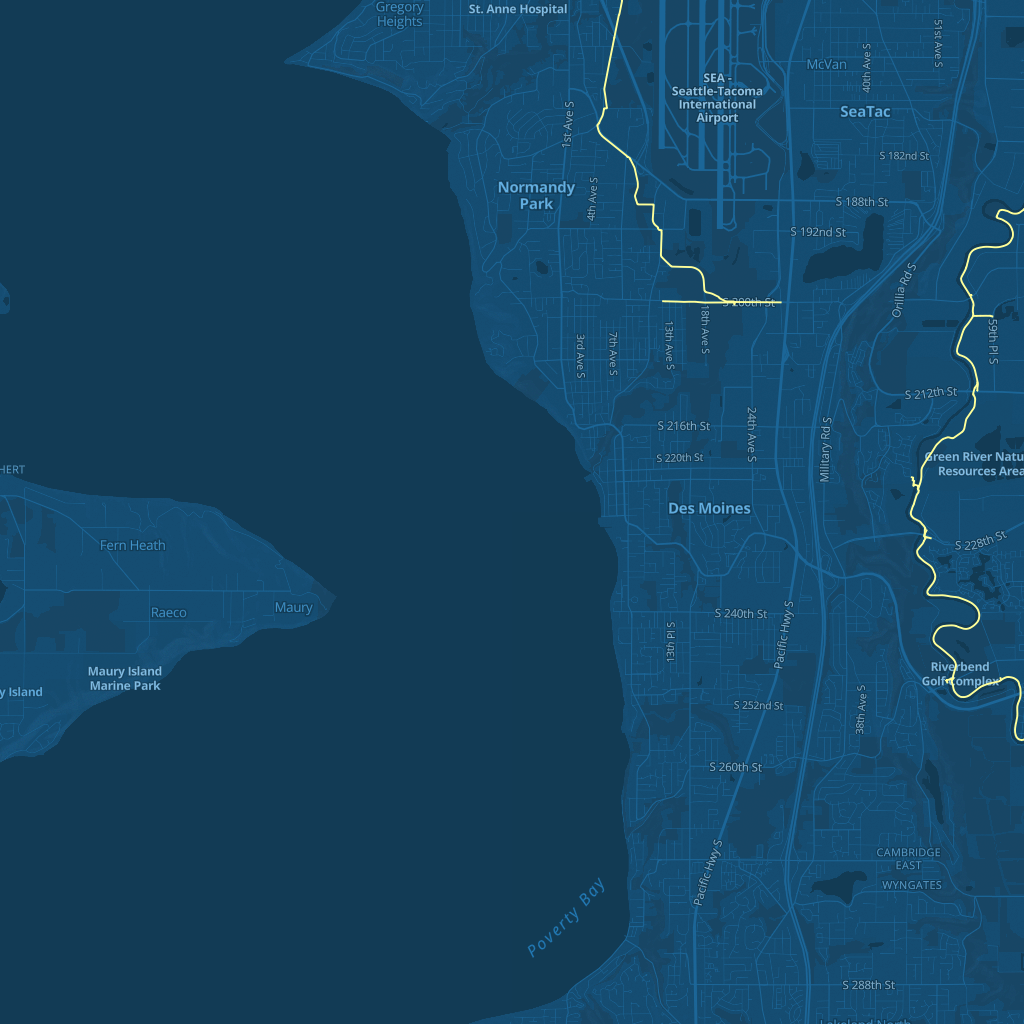 Gregory
Heights
St. Anne Hospital
51st Ave S
40th Ave S
McVan
SEA -
Seattle-Tacoma
International
Airport
SeaTac
1st Ave S
S 182nd St
Normandy
Park
4th Ave S
S 188th St
S 192nd St
Orillia Rd S
S 200th St
18th Ave S
13th Ave S
7th Ave S
3rd Ave S
59th Pl S
S 212th St
24th Ave S
S 216th St
Military Rd S
S 220th St
Green River Natu
Resources Area
HERT
Des Moines
Fern Heath
S 228th St
Maury
Raeco
S 240th St
Pacific Hwy S
13th Pl S
Maury Island
Marine Park
Riverbend
Golf Complex
y Island
38th Ave S
S 252nd St
S 260th St
CAMBRIDGE
EAST
Pacific Hwy S
WYNGATES
Poverty Bay
S 288th St
Lakeland North